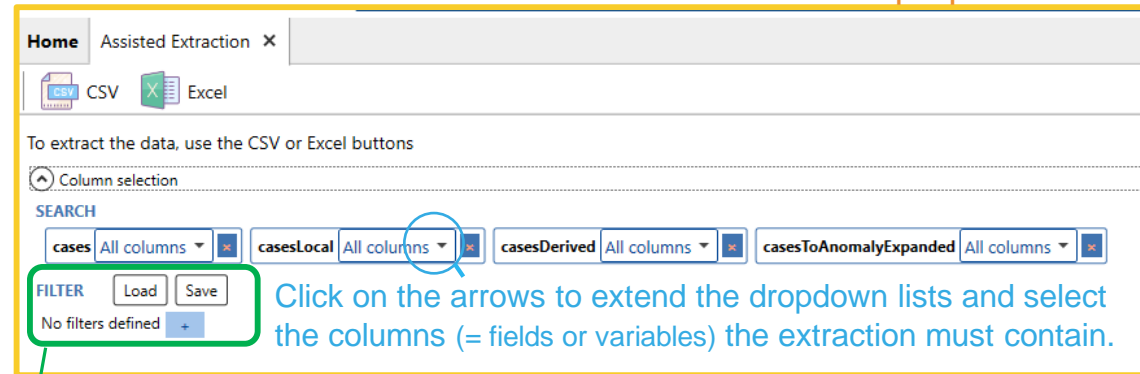 Home Assisted Extraction ×
CSV CSV Excel
To extract the data, use the CSV or Excel buttons
Column selection
SEARCH
cases All columns × casesLocal All columns × casesDerived All columns × casesToAnomalyExpanded All columns ×
FILTER Load Save
No filters defined +
Click on the arrows to extend the dropdown lists and select
the columns (= fields or variables) the extraction must contain.